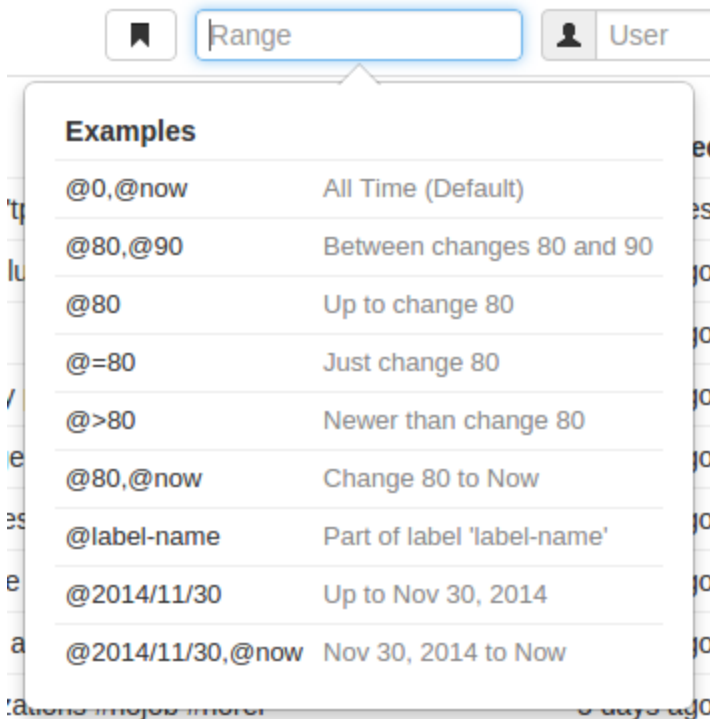 Range
User
Examples
@0,@now All Time (Default)
@80,@90 Between changes 80 and 90
@80 Up to change 80
@=80 Just change 80
@>80 Newer than change 80
@80,@now Change 80 to Now
@label-name Part of label 'label-name'
@2014/11/30 Up to Nov 30, 2014
@2014/11/30,@now Nov 30, 2014 to Now
days ago